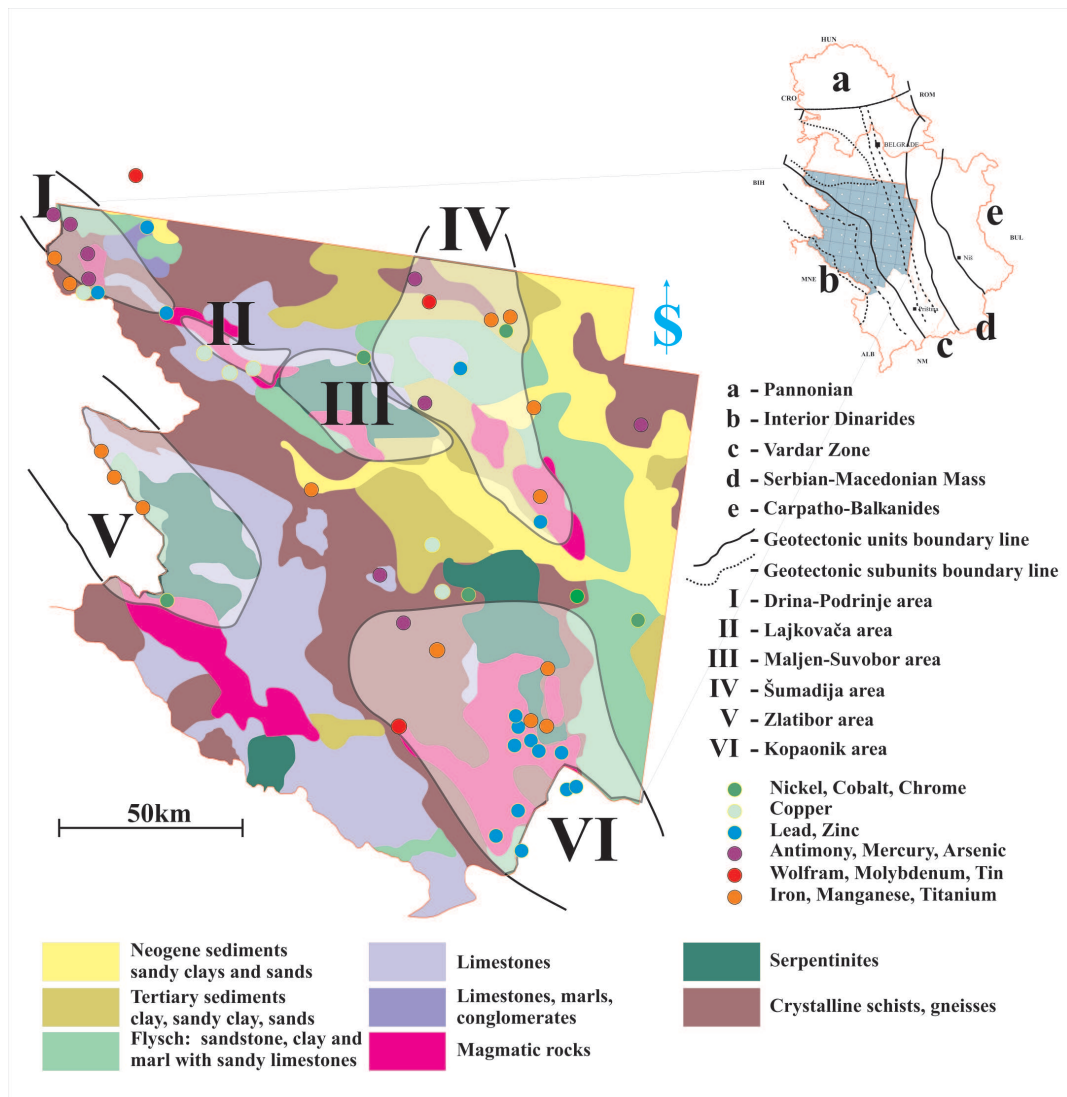 HUN
a
CRO
ROM
BELGRADE
BIH
e
BUL
MNE
Niš
b
Priština
d
ALB
NM
c
I
IV
II
$
III
V
VI
50km
a - Pannonian
b - Interior Dinarides
c - Vardar Zone
d - Serbian-Macedonian Mass
e - Carpatho-Balkanides
- Geotectonic units boundary line
- Geotectonic subunits boundary line
I - Drina-Podrinje area
II - Lajkovača area
III - Maljen-Suvobor area
IV - Šumadija area
V - Zlatibor area
VI - Kopaonik area
Nickel, Cobalt, Chrome
Copper
Lead, Zinc
Antimony, Mercury, Arsenic
Wolfram, Molybdenum, Tin
Iron, Manganese, Titanium
Neogene sediments
sandy clays and sands
Tertiary sediments
clay, sandy clay, sands
Flysch: sandstone, clay and
marl with sandy limestones
Limestones
Limestones, marls,
conglomerates
Magmatic rocks
Serpentinites
Crystalline schists, gneisses